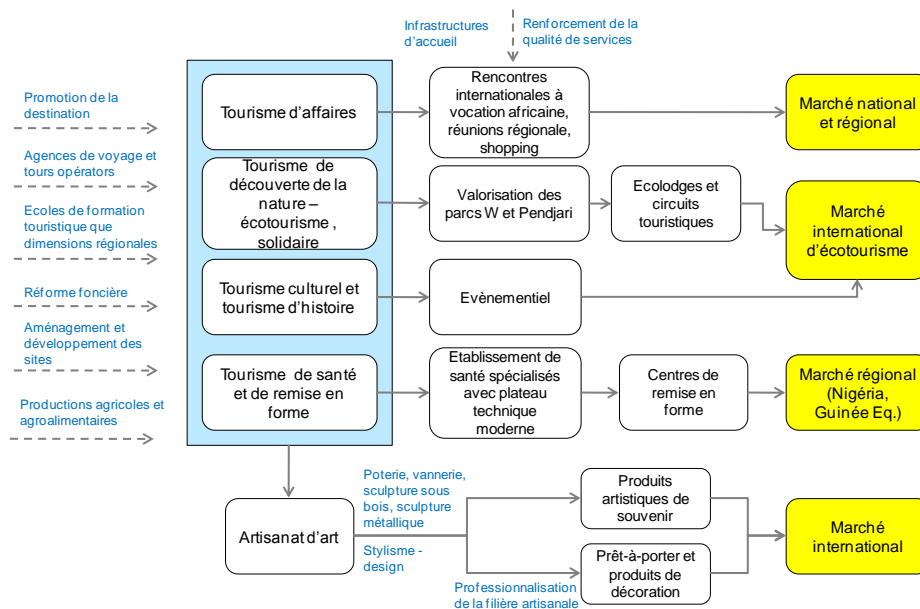 Infrastructures
d'accueil
Renforcement de la
qualité de services
Promotion de la
destination
Agences de voyage et
tours opérators
Ecoles de formation
touristique que
dimensions régionales
Réforme foncière
Aménagement et
développement des
sites
Productions agricoles et
agroalimentaires
Tourisme d'affaires
Rencontres
internationales à
vocation africaine,
réunions régionale,
shopping
Marché national
et régional
Tourisme de
découverte de la
nature –
écotourisme ,
solidaire
Valorisation des
parcs W et Pendjari
Ecolodges et
circuits
touristiques
Marché
international
d'écotourisme
Tourisme culturel et
tourisme d'histoire
Evènementiel
Tourisme de santé
et de remise en
forme
Etablissement de
santé spécialisés
avec plateau
technique
moderne
Centres de
remise en
forme
Marché régional
(Nigéria,
Guinée Eq.)
Artisanat d'art
Poterie, vannerie,
sculpture sous
bois, sculpture
métallique
Stylisme -
design
Professionnalisation
de la filière artisanale
Produits
artistiques de
souvenir
Prêt-à-porter et
produits de
décoration
Marché
international